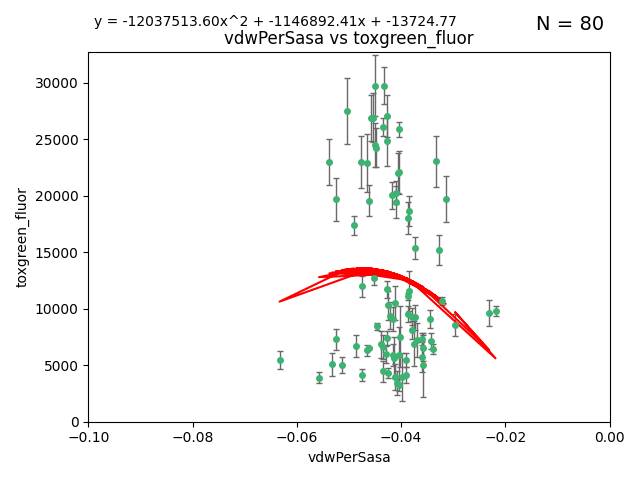 y = -12037513.60x^2 + -1146892.41x + -13724.77
N = 80
vdwPerSasa vs toxgreen_fluor
toxgreen_fluor
30000
25000
20000
15000
10000
5000
0
−0.10 −0.08 −0.06 −0.04 −0.02 0.00
vdwPerSasa